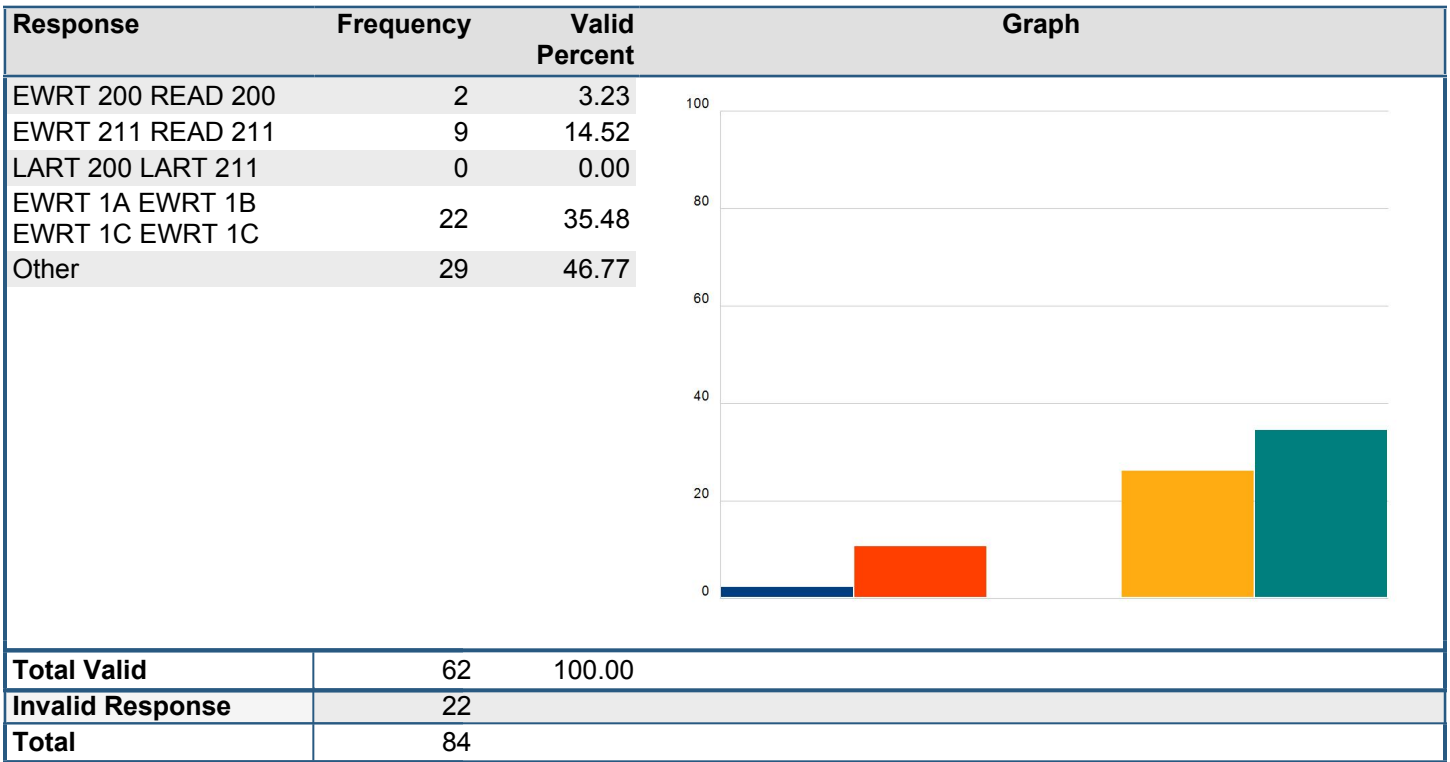 Response Frequency Valid Percent Graph
EWRT 200 READ 200 2 3.23
EWRT 211 READ 211 9 14.52
LART 200 LART 211 0 0.00
EWRT 1A EWRT 1B
EWRT 1C EWRT 1C 22 35.48
Other 29 46.77
100
80
60
40
20
0
Total Valid 62 100.00
Invalid Response 22
Total 84